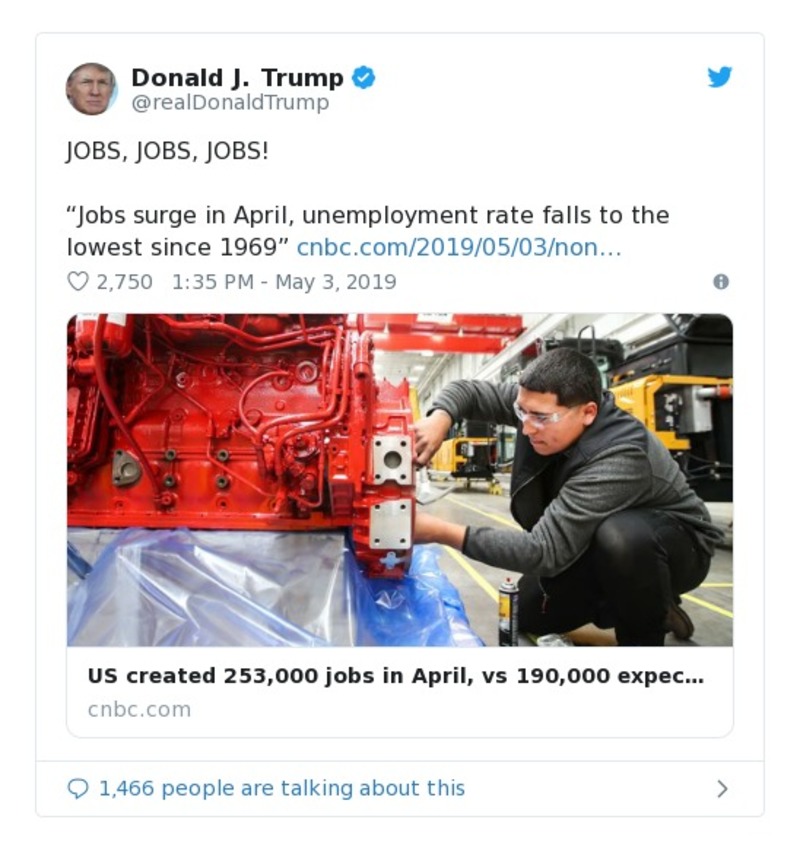 Donald J. Trump
@realDonaldTrump
JOBS, JOBS, JOBS!
“Jobs surge in April, unemployment rate falls to the
lowest since 1969” cnbc.com/2019/05/03/non…
2,750 1:35 PM - May 3, 2019
US created 253,000 jobs in April, vs 190,000 expec…
cnbc.com
1,466 people are talking about this